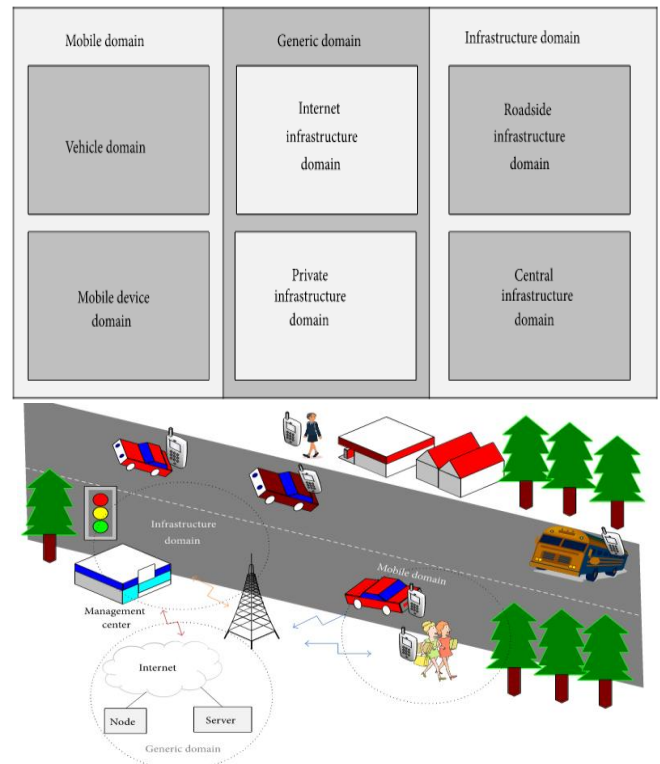 Mobile domain
Generic domain
Infrastructure domain
Vehicle domain
Internet
infrastructure
domain
Roadside
infrastructure
domain
Mobile device
domain
Private
infrastructure
domain
Central
infrastructure
domain
Infrastructure
domain
Mobile domain
Management
center
Internet
Node
Server
Generic domain